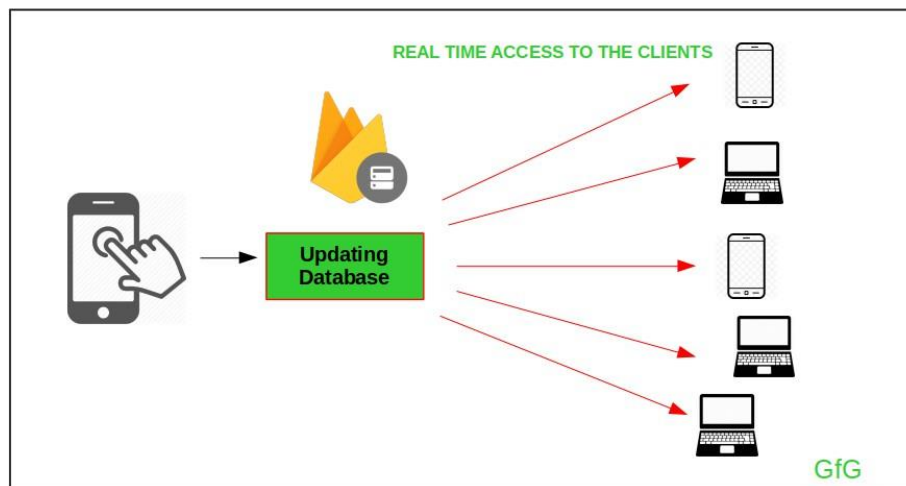 REAL TIME ACCESS TO THE CLIENTS
Updating
Database
GfG